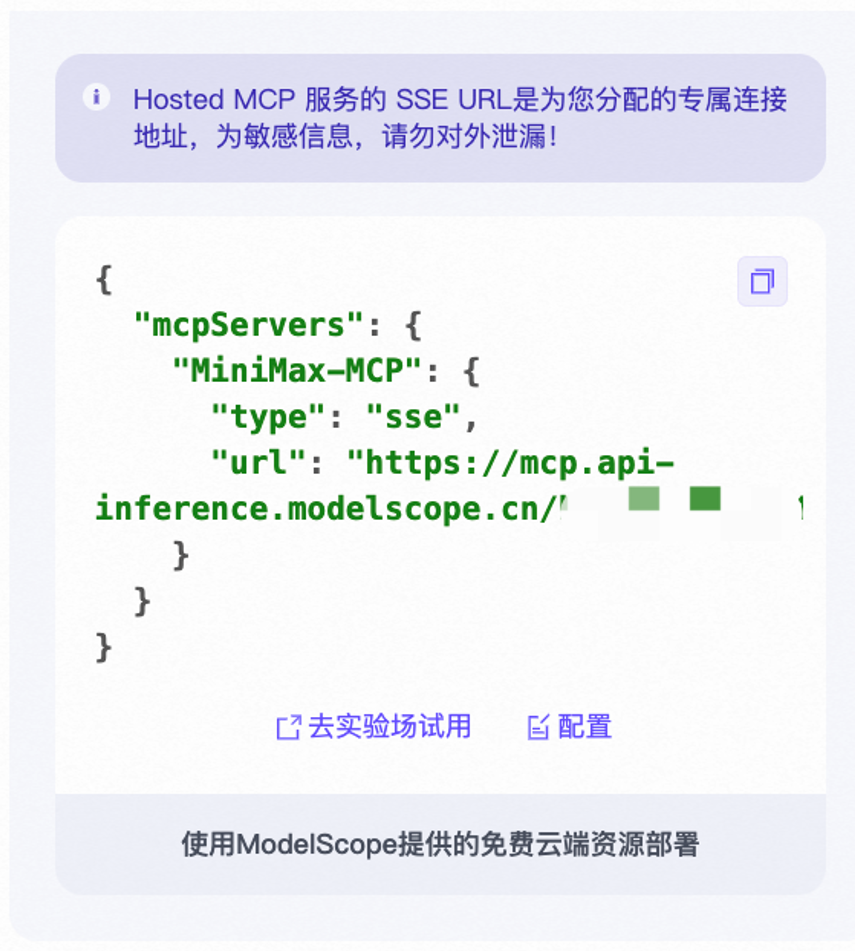 Hosted MCP 服务的 SSE URL是为您分配的专属连接
地址，为敏感信息，请勿对外泄漏！
{
"mcpServers": {
"MiniMax-MCP": {
"type": "sse",
"url": "https://mcp.api-
inference.modelscope.cn/
}
}
}
去实验场试用 配置
使用ModelScope提供的免费云端资源部署